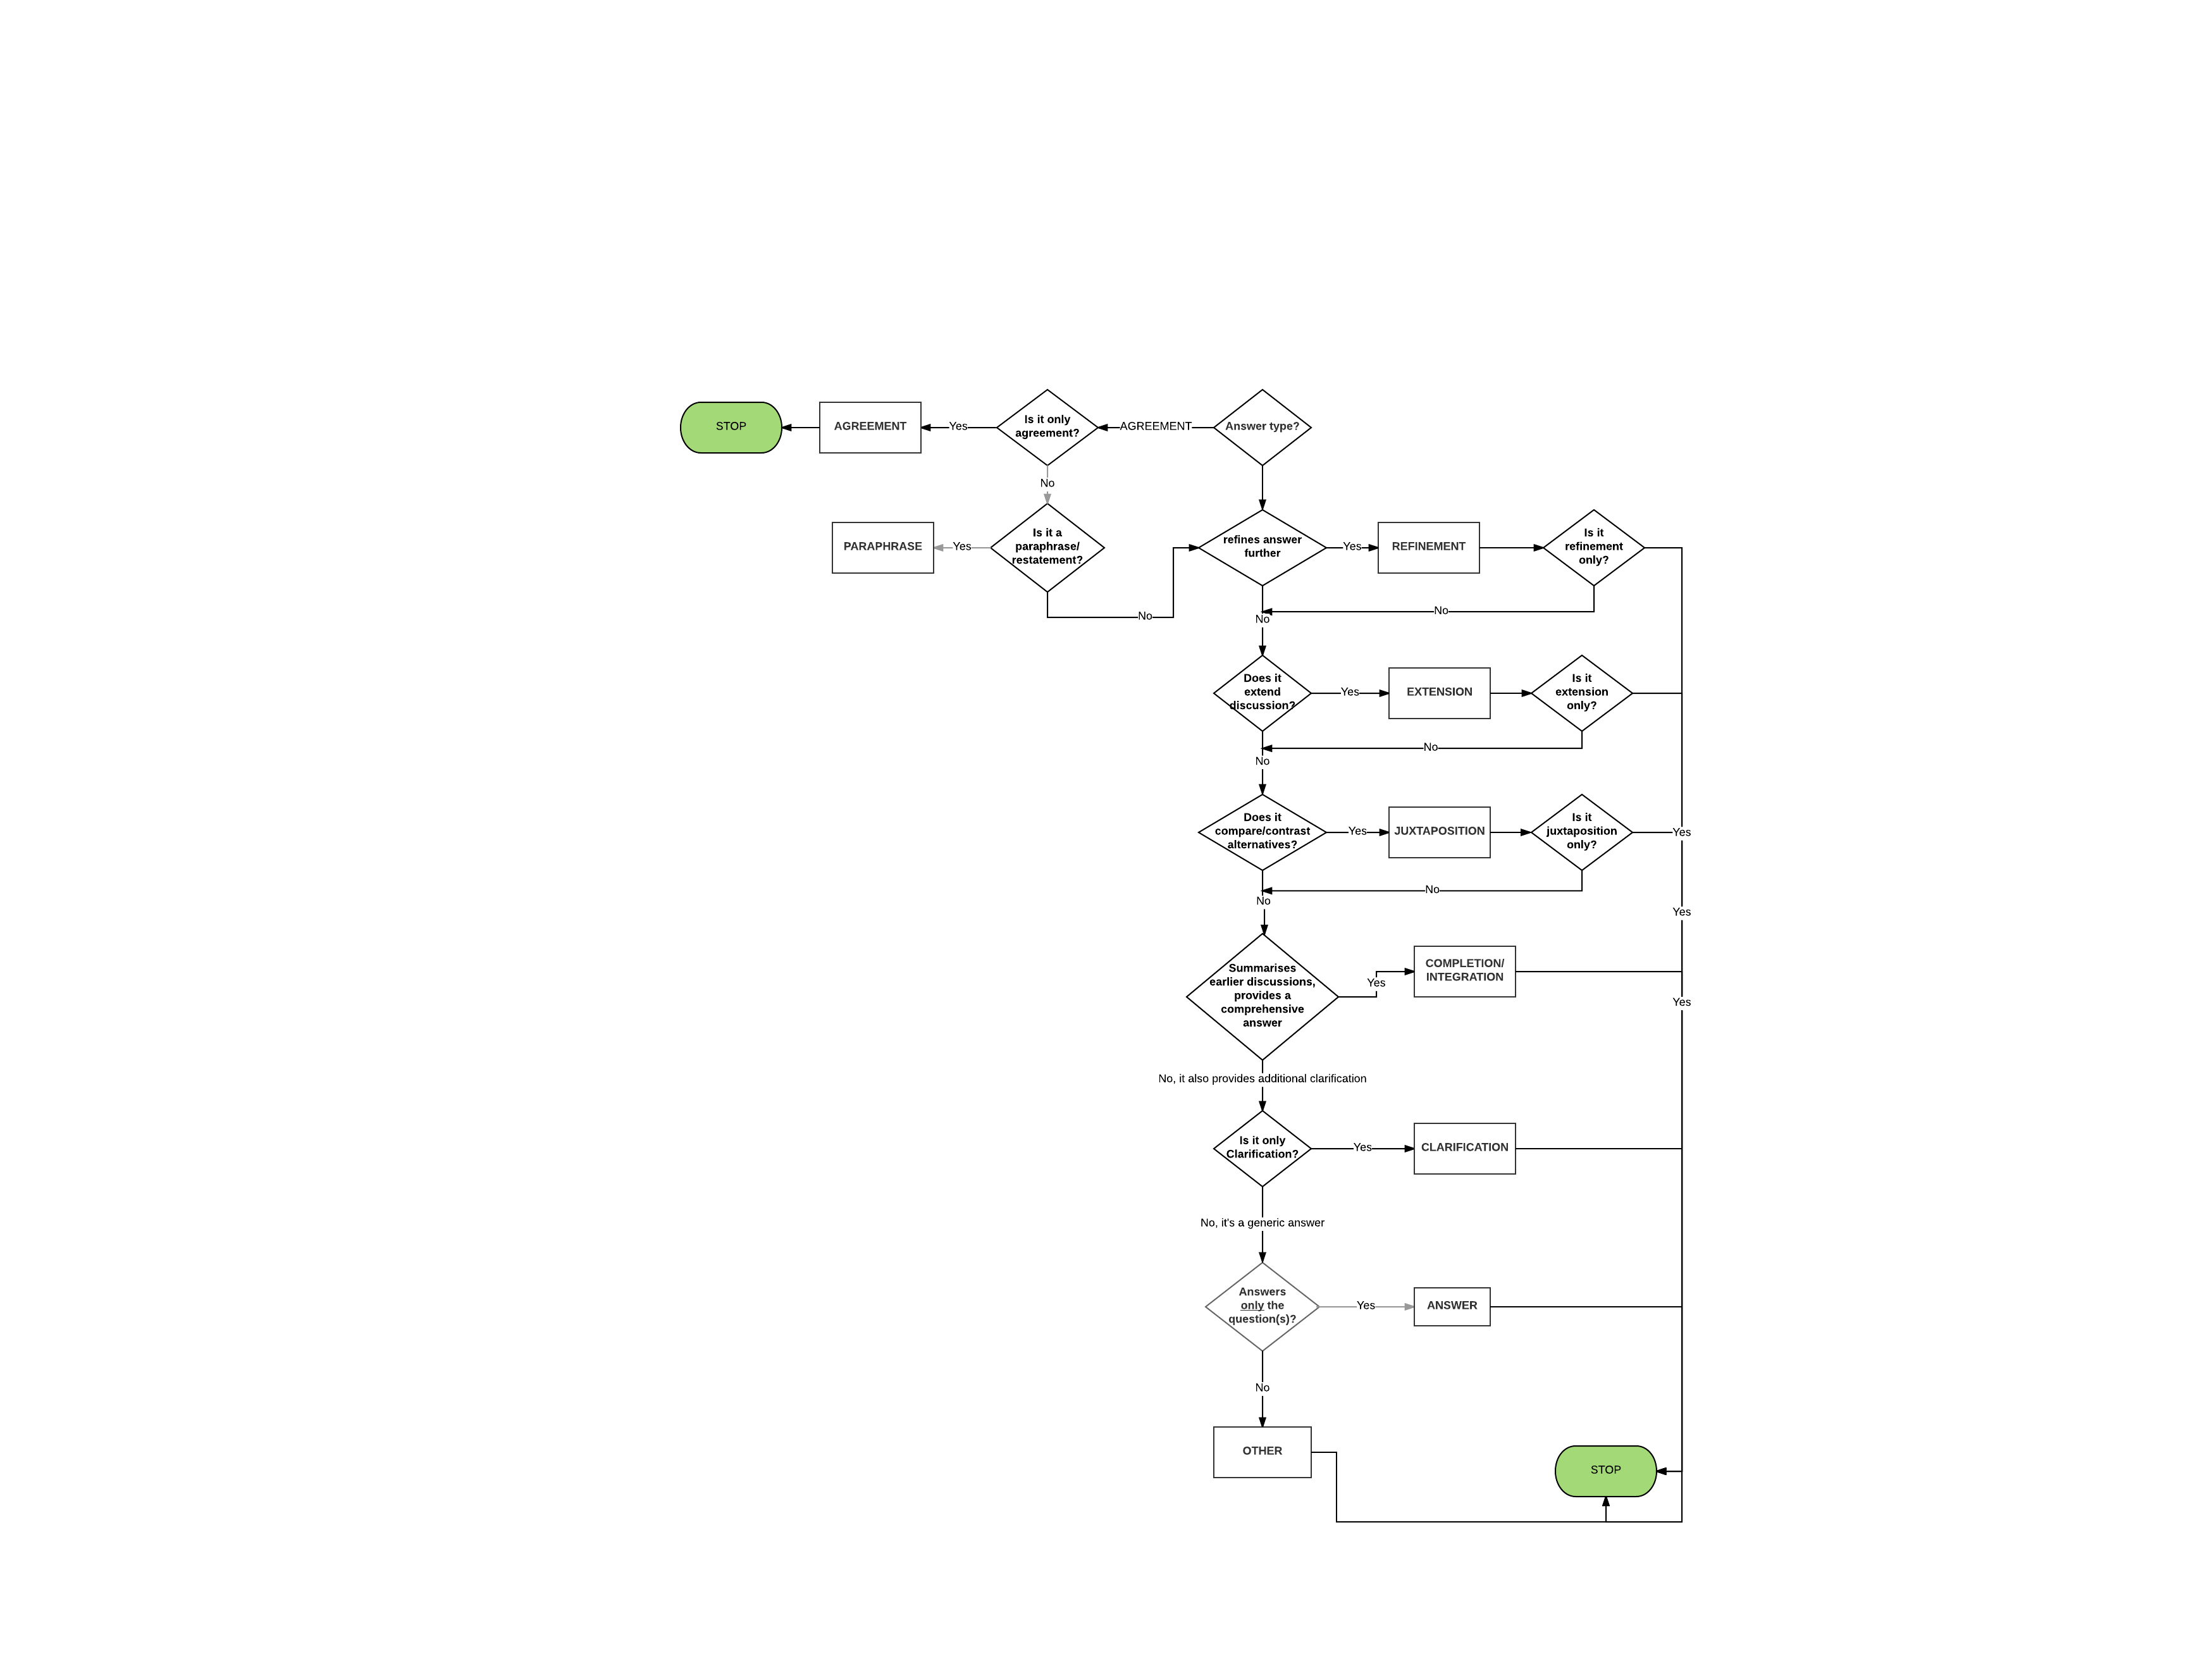 STOP
AGREEMENT
Yes
Is it only
agreement?
AGREEMENT
Answer type?
No
PARAPHRASE
Yes
Is it a
paraphrase/
restatement?
No
refines answer
further
Yes
REFINEMENT
Is it
refinement
only?
No
No
Does it
extend
discussion?
Yes
EXTENSION
Is it
extension
only?
No
No
Does it
compare/contrast
alternatives?
Yes
JUXTAPOSITION
Is it
juxtaposition
only?
Yes
No
No
Yes
Summarises
earlier discussions,
provides a
comprehensive
answer
Yes
COMPLETION/
INTEGRATION
Yes
No, it also provides additional clarification
Is it only
Clarification?
Yes
CLARIFICATION
No, it's a generic answer
Answers
only the
question(s)?
Yes
ANSWER
No
OTHER
STOP